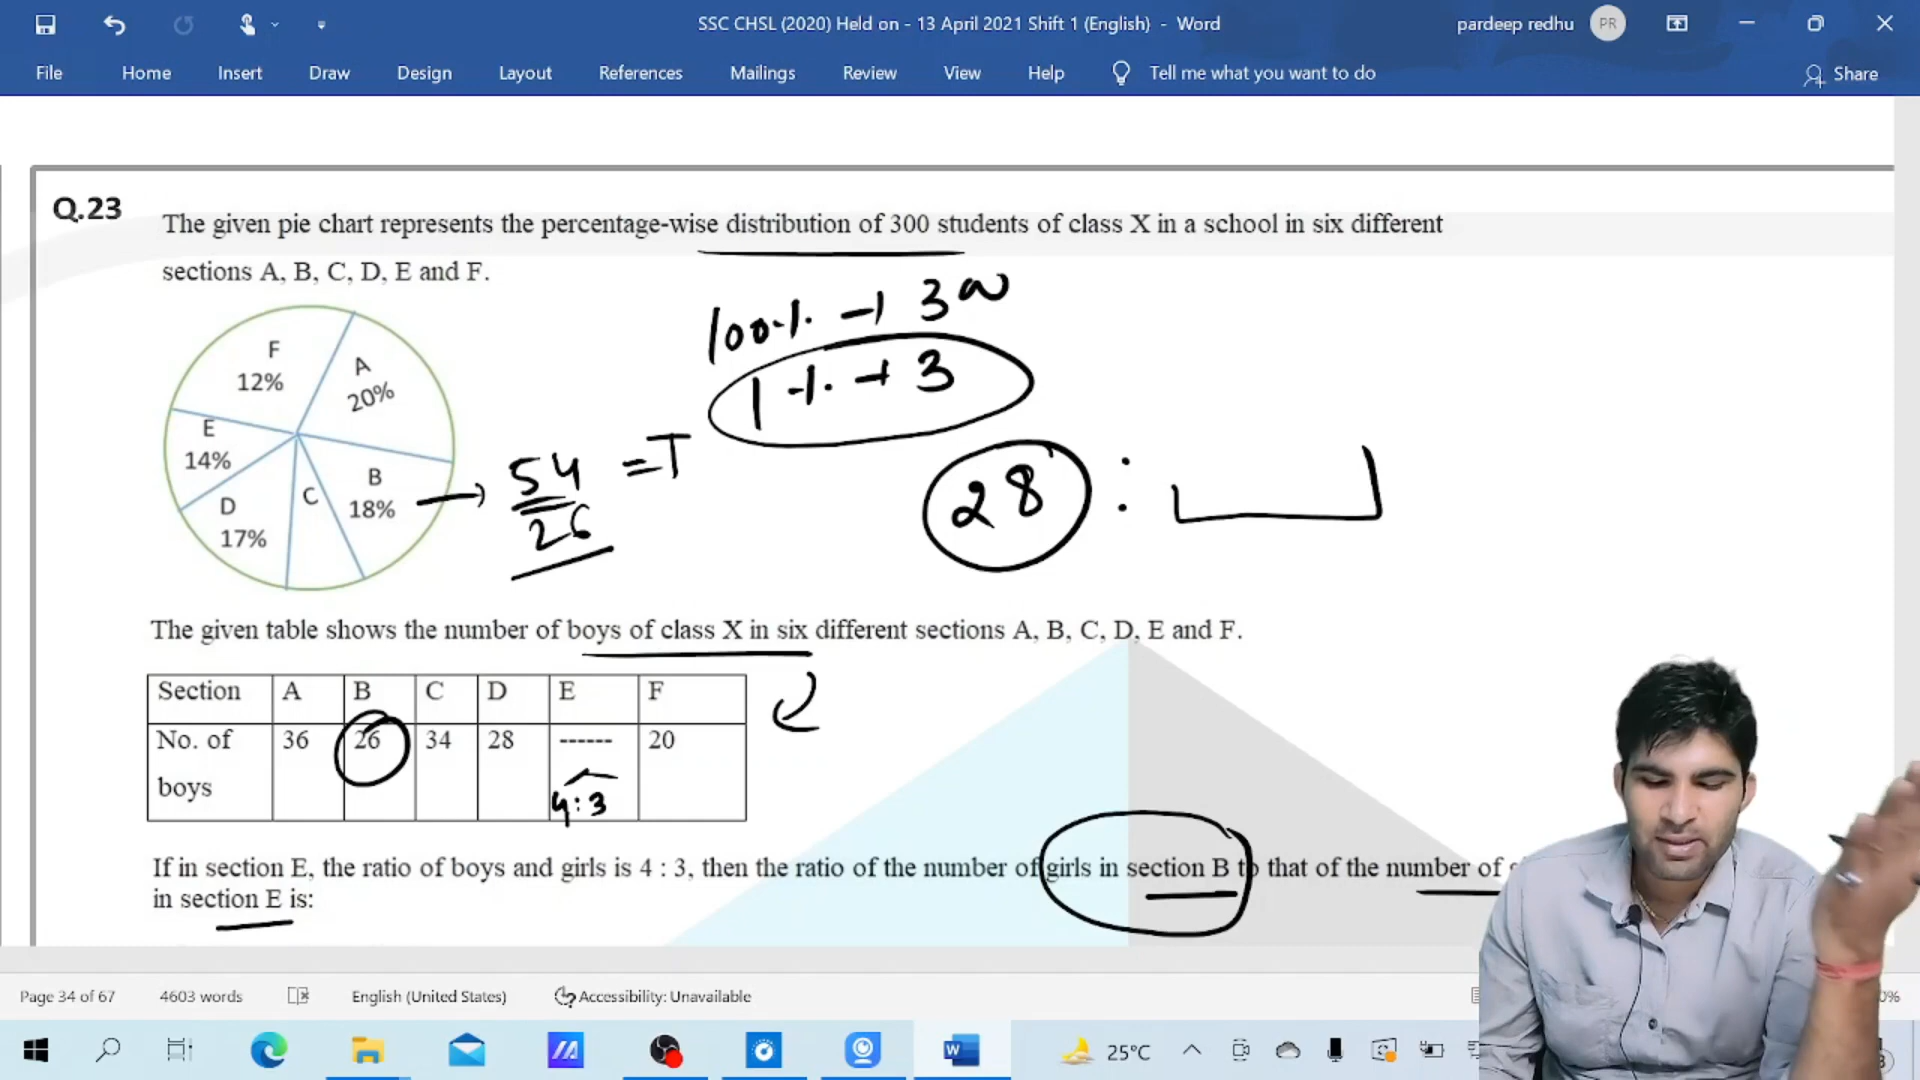 SSC CHSL (2020) Held on - 13 April 2021 Shift 1 (English) - Word
pardeep redhu PR
File Home Insert Draw Design Layout References Mailings Review View Help Tell me what you want to do Share
Q.23
The given pie chart represents the percentage-wise distribution of 300 students of class X in a school in six different
sections A, B, C, D, E and F.
100% → 300
1% → 3
F
12%
A
20%
E
14%
B
18%
C
D
17%
54 = T
26
28 :
The given table shows the number of boys of class X in six different sections A, B, C, D, E and F.
Section A B C D E F
No. of 36 26 34 28 ------ 20
boys
4:3
If in section E, the ratio of boys and girls is 4 : 3, then the ratio of the number of girls in section B to that of the number of
in section E is:
Page 34 of 67 4603 words English (United States) Accessibility: Unavailable 0%
W 25°C